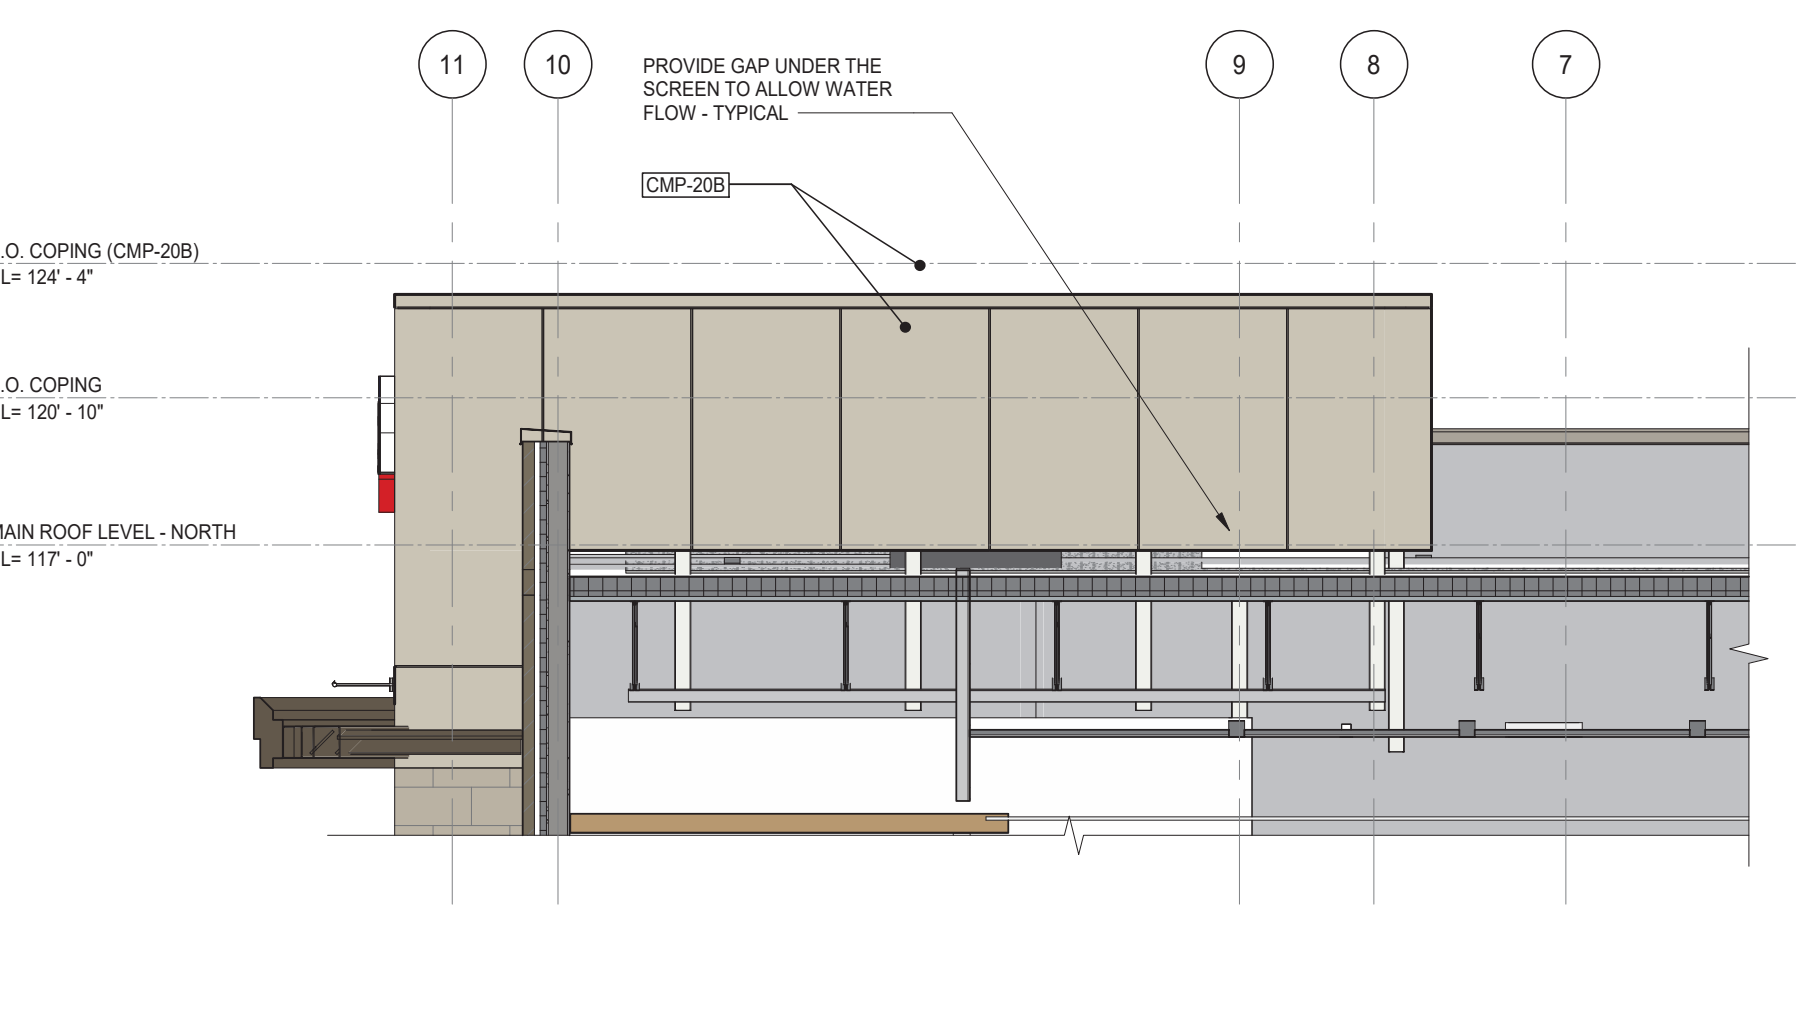 11
10
9
8
7
PROVIDE GAP UNDER THE
SCREEN TO ALLOW WATER
FLOW - TYPICAL
CMP-20B
.O. COPING (CMP-20B)
L= 124' - 4"
.O. COPING
L= 120' - 10"
MAIN ROOF LEVEL - NORTH
L= 117' - 0"